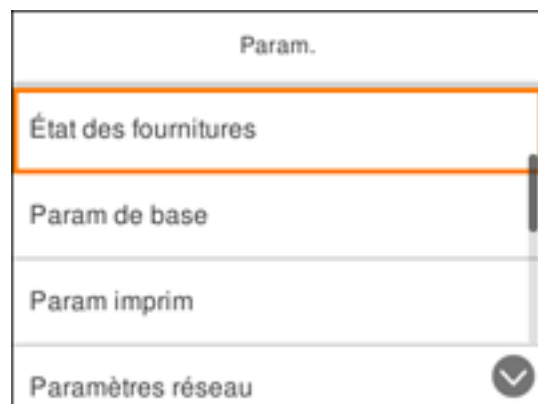 Param.
État des fournitures
Param de base
Param imprim
Paramètres réseau